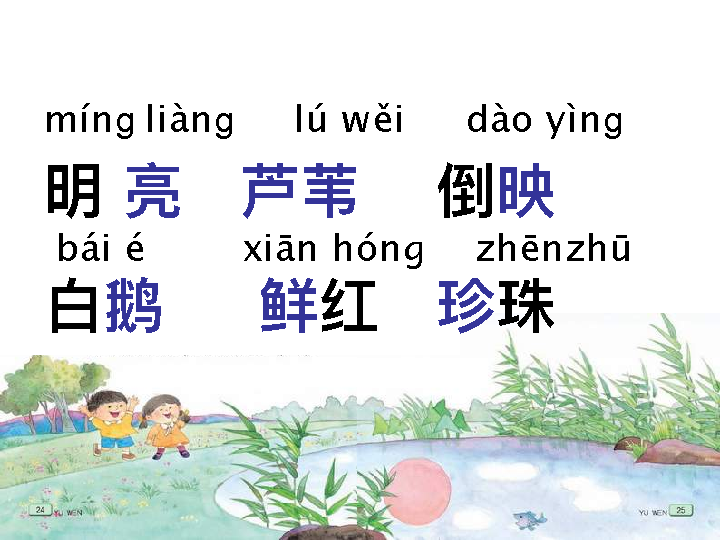 míng liàng lú wěi dào yìng
明 亮 芦苇 倒映
bái é xiān hóng zhēnzhū
白鹅 鲜红 珍珠
24 YU WEN YU WEN 25